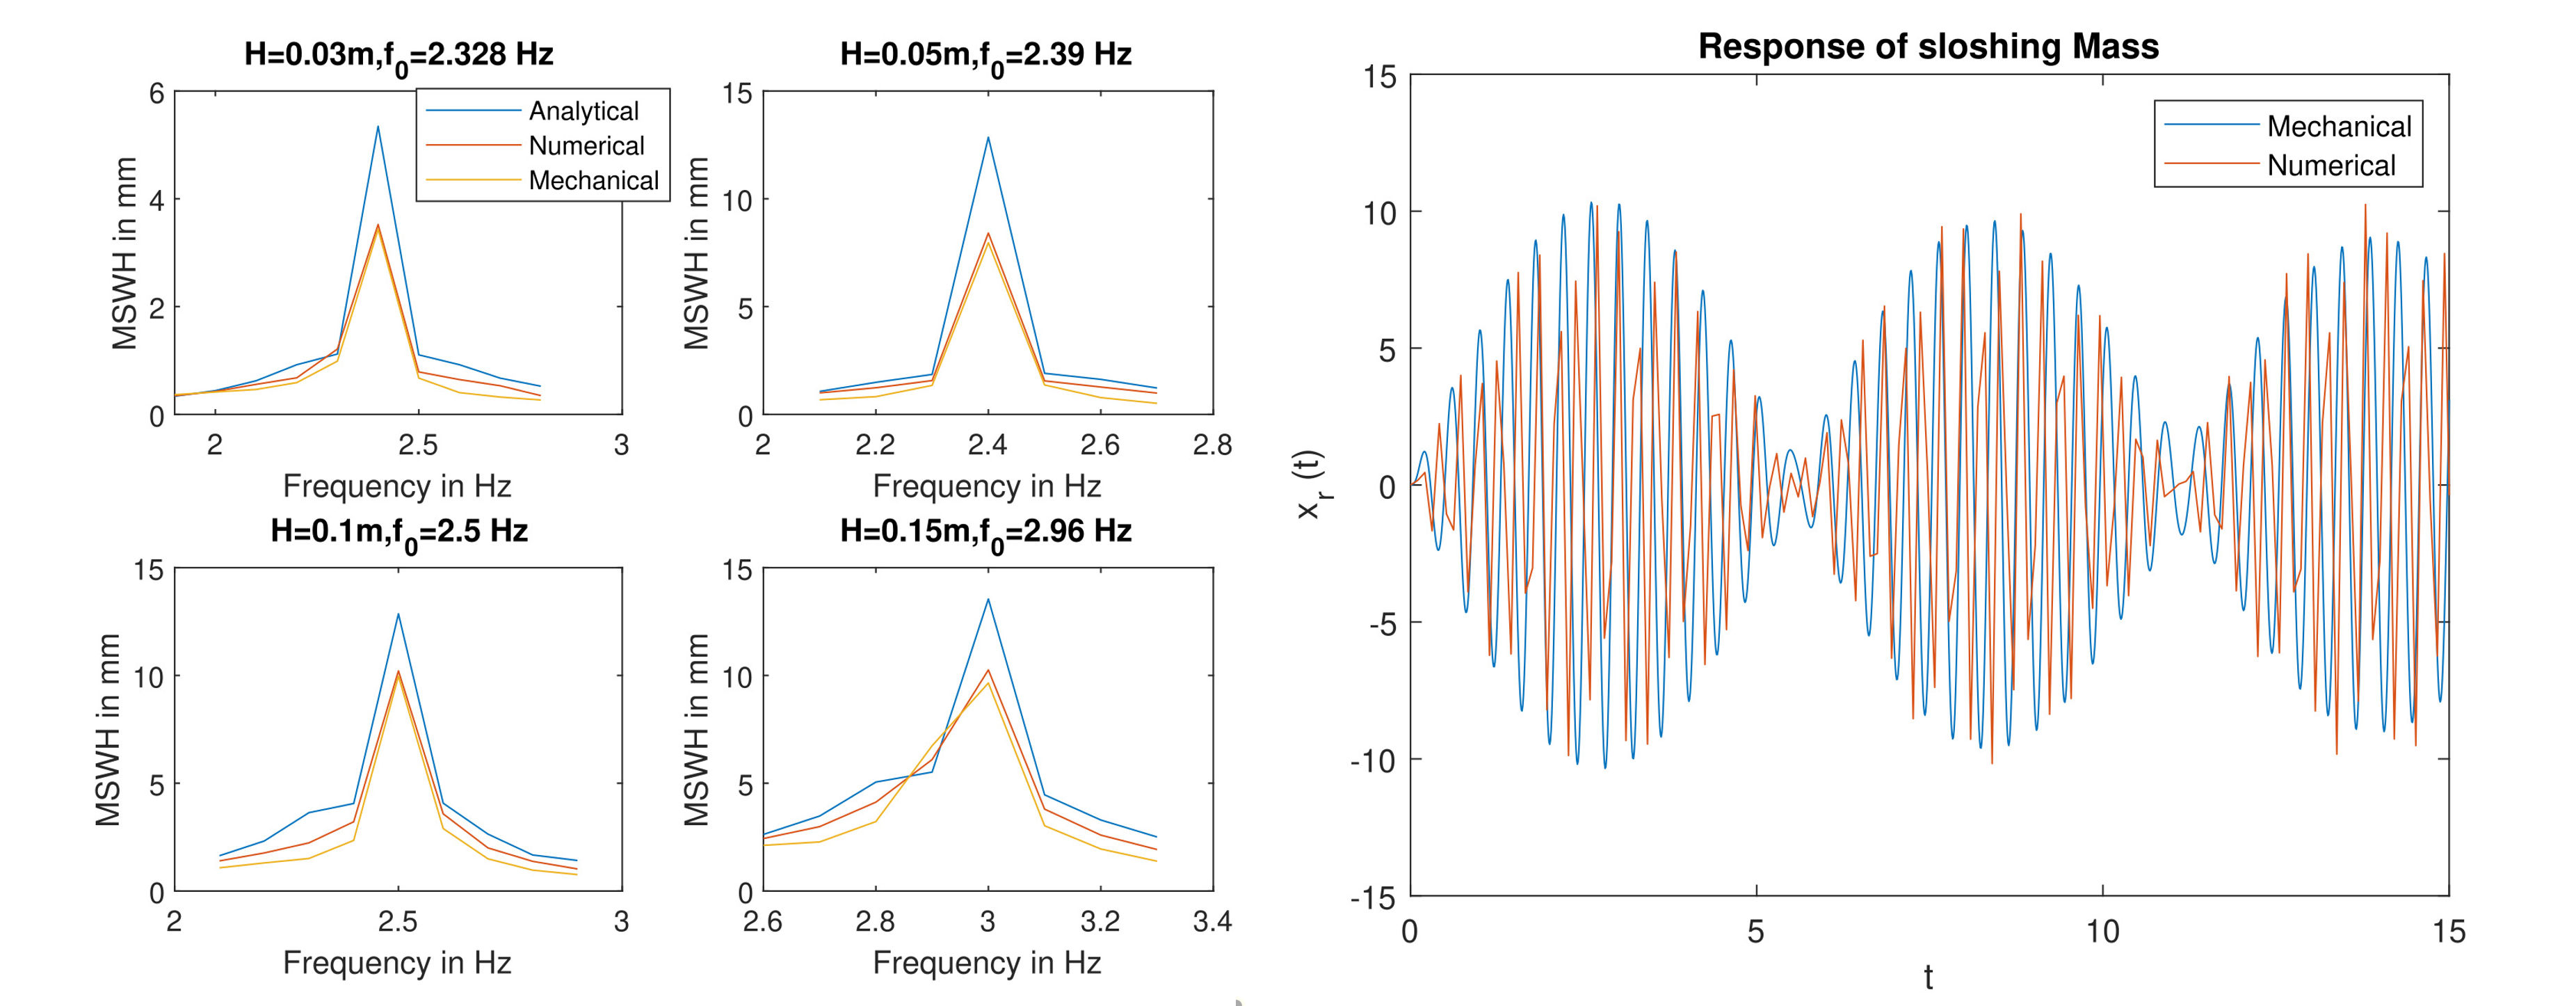 H=0.03m,f0=2.328 Hz
6
4
2
0
2
2.5
3
MSWH in mm
Frequency in Hz
Analytical
Numerical
Mechanical
H=0.05m,f0=2.39 Hz
15
10
5
0
2
2.2
2.4
2.6
2.8
MSWH in mm
Frequency in Hz
H=0.1m,f0=2.5 Hz
15
10
5
0
2
2.5
3
MSWH in mm
Frequency in Hz
H=0.15m,f0=2.96 Hz
15
10
5
0
2.6
2.8
3
3.2
3.4
MSWH in mm
Frequency in Hz
Response of sloshing Mass
15
10
5
0
-5
-10
-15
0
5
10
15
xr (t)
t
Mechanical
Numerical